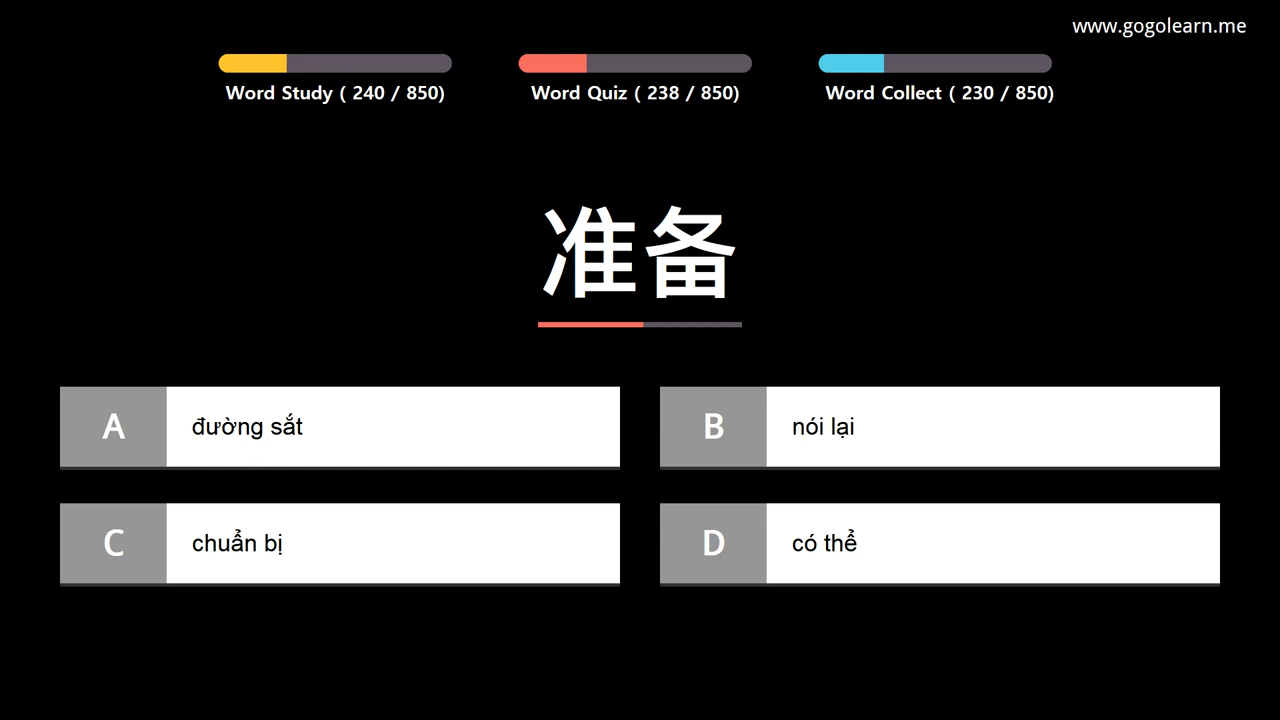 www.gogolearn.me
Word Study ( 240 / 850)
Word Quiz ( 238 / 850)
Word Collect ( 230 / 850)
准备
A
đường sắt
B
nói lại
C
chuẩn bị
D
có thể